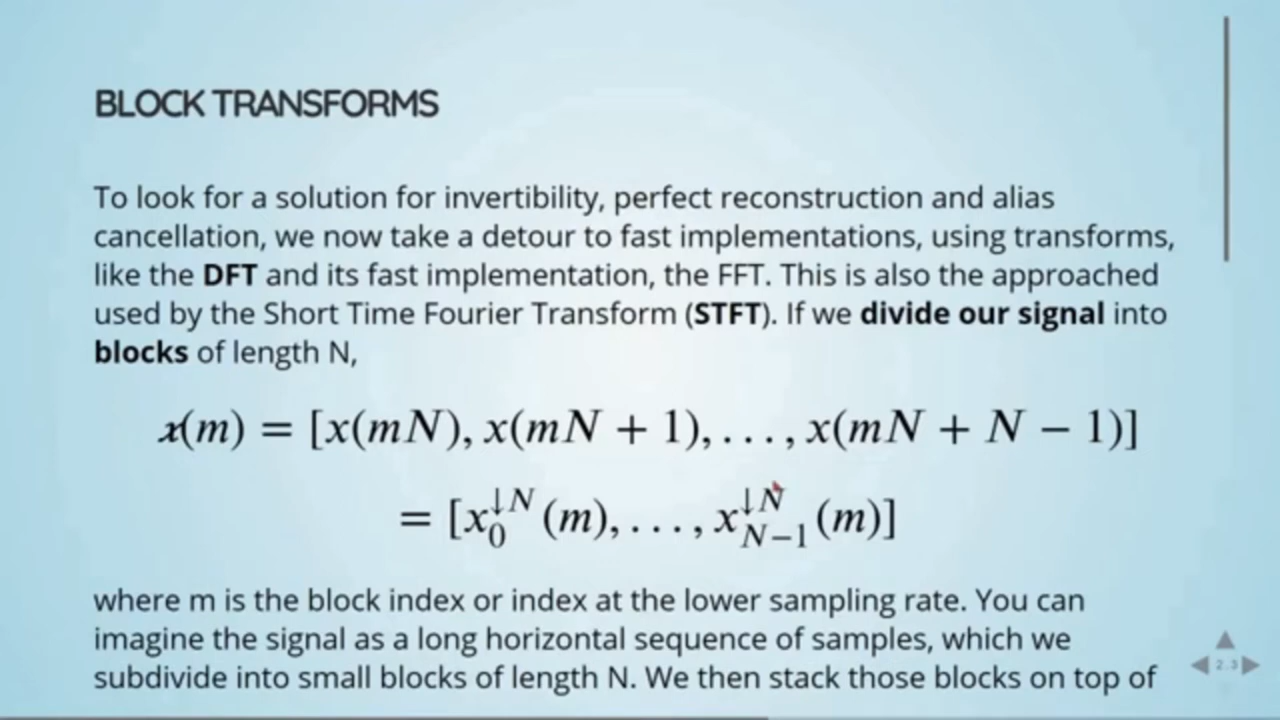 BLOCK TRANSFORMS
To look for a solution for invertibility, perfect reconstruction and alias
cancellation, we now take a detour to fast implementations, using transforms,
like the DFT and its fast implementation, the FFT. This is also the approached
used by the Short Time Fourier Transform (STFT). If we divide our signal into
blocks of length N,
x(m) = [x(mN), x(mN + 1), . . . , x(mN + N − 1)]
= [x₀^{↓N}(m), . . . , x_{N−1}^{↓N}(m)]
where m is the block index or index at the lower sampling rate. You can
imagine the signal as a long horizontal sequence of samples, which we
subdivide into small blocks of length N. We then stack those blocks on top of
2.3